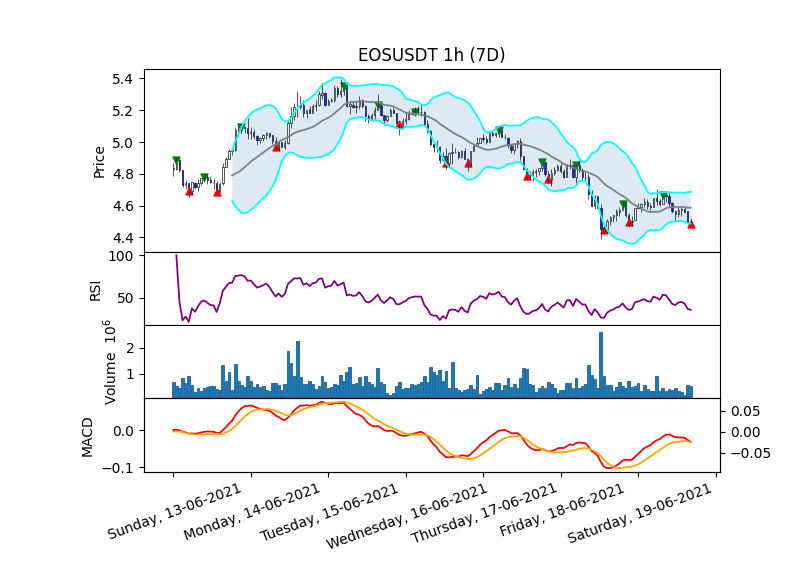 EOSUSDT 1h (7D)
Price
5.4
5.2
5.0
4.8
4.6
4.4
RSI
100
50
Volume 10^6
2
1
MACD
0.0
−0.1
0.05
0.00
−0.05
Sunday, 13-06-2021
Monday, 14-06-2021
Tuesday, 15-06-2021
Wednesday, 16-06-2021
Thursday, 17-06-2021
Friday, 18-06-2021
Saturday, 19-06-2021